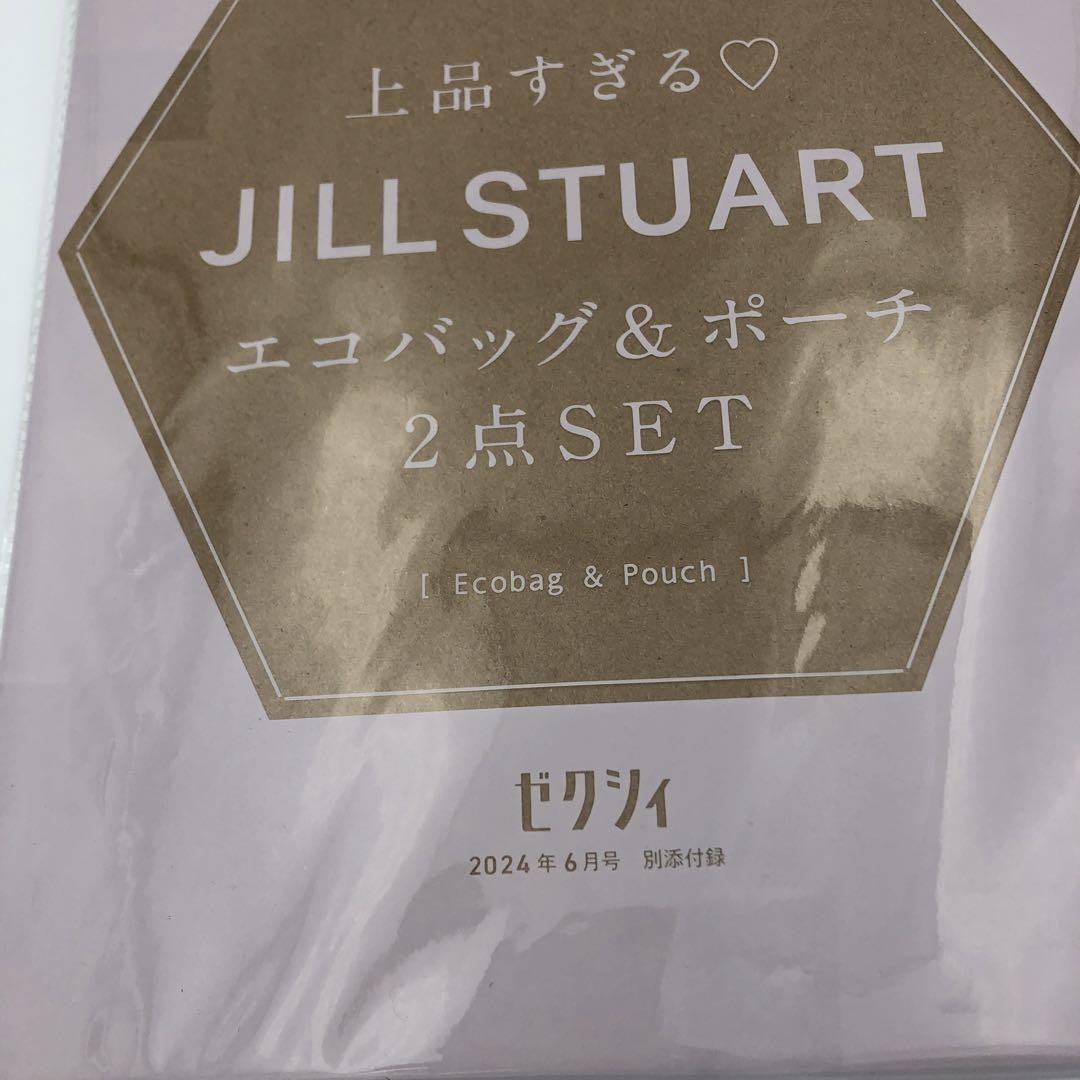 上品すぎる♡
JILL STUART
エコバッグ&ポーチ
2点SET
[ Ecobag & Pouch ]
ゼクシィ
2024年6月号 別添付録